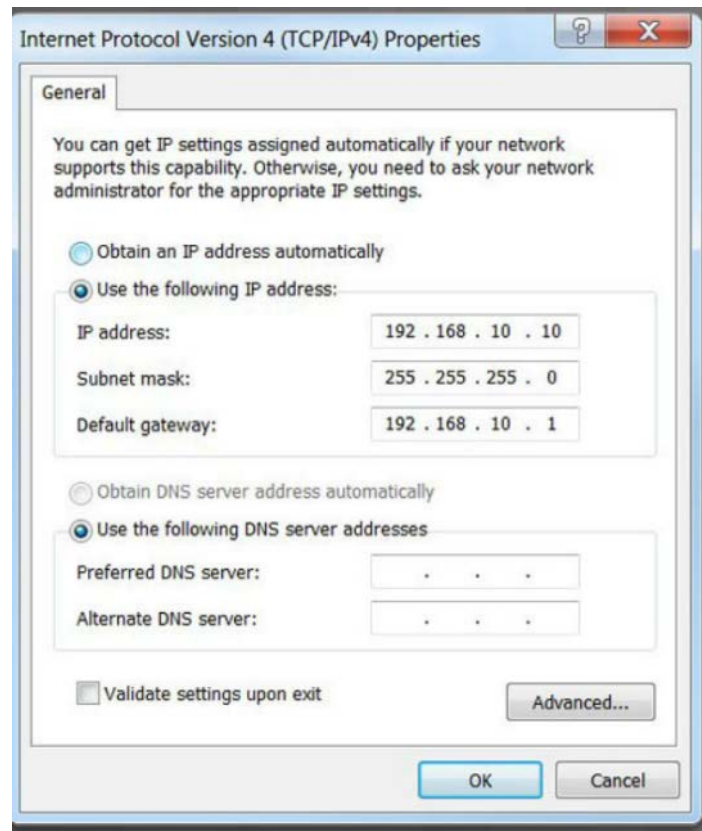 Internet Protocol Version 4 (TCP/IPv4) Properties
? X
General
You can get IP settings assigned automatically if your network
supports this capability. Otherwise, you need to ask your network
administrator for the appropriate IP settings.
Obtain an IP address automatically
Use the following IP address:
IP address: 192 . 168 . 10 . 10
Subnet mask: 255 . 255 . 255 . 0
Default gateway: 192 . 168 . 10 . 1
Obtain DNS server address automatically
Use the following DNS server addresses
Preferred DNS server: . . .
Alternate DNS server: . . .
Validate settings upon exit
Advanced...
OK Cancel